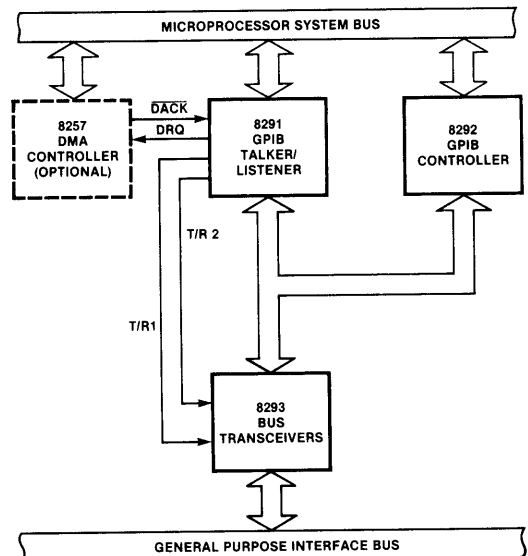 MICROPROCESSOR SYSTEM BUS
8257
DMA
CONTROLLER
(OPTIONAL)
DACK
DRQ
8291
GPIB
TALKER/
LISTENER
8292
GPIB
CONTROLLER
T/R 2
T/R1
8293
BUS
TRANSCEIVERS
GENERAL PURPOSE INTERFACE BUS